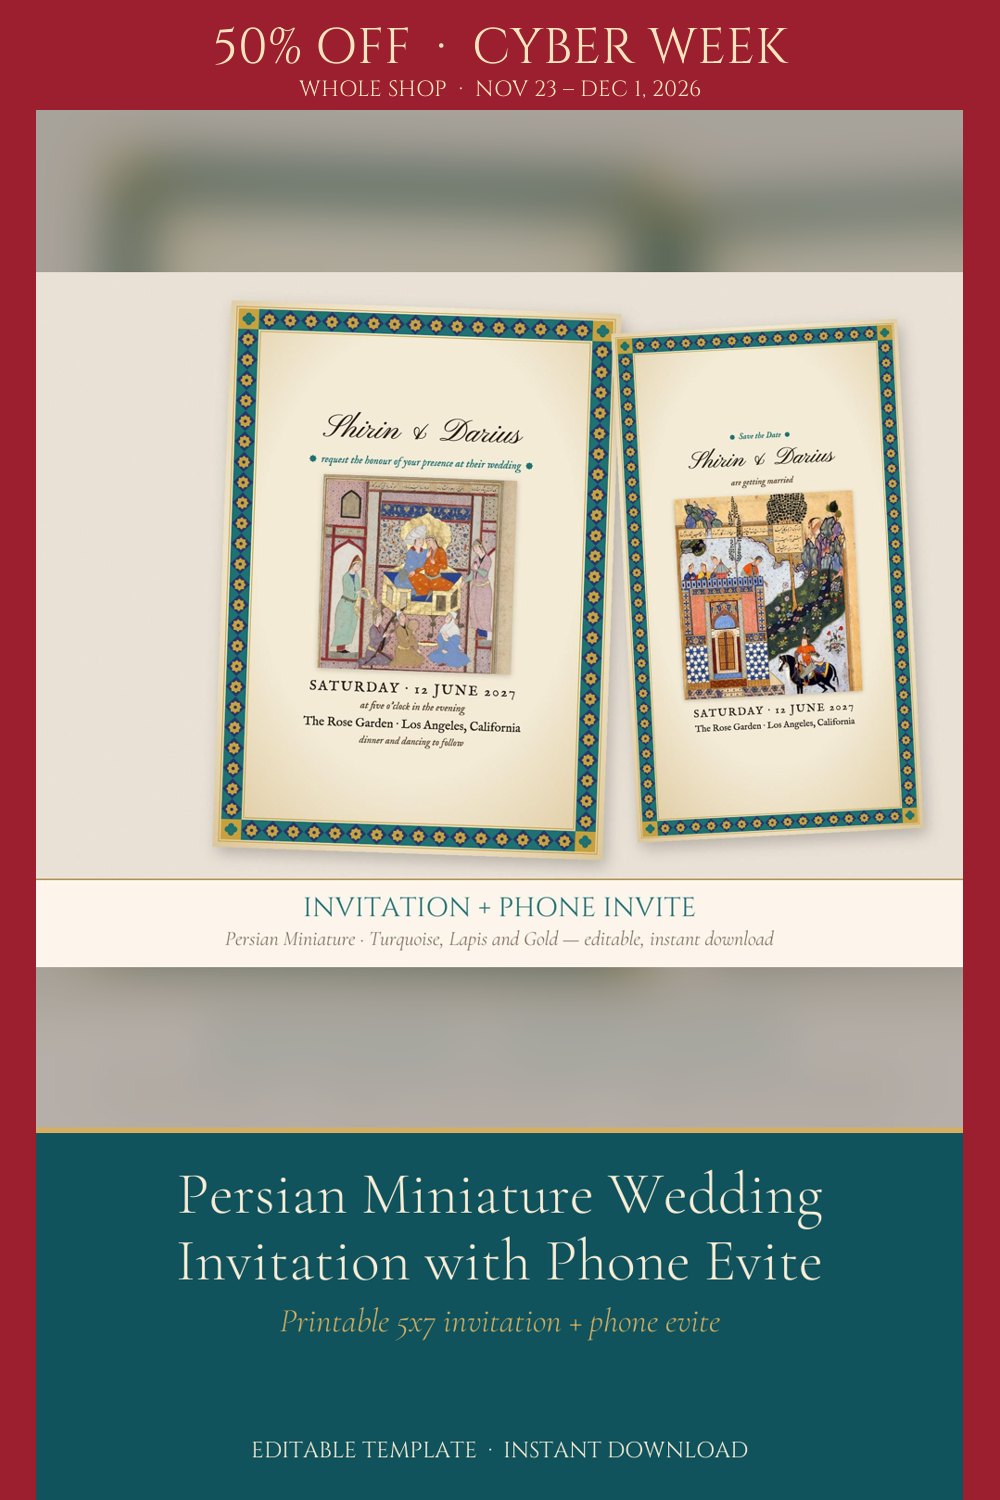 50% OFF · CYBER WEEK
WHOLE SHOP · NOV 23 – DEC 1, 2026
Shirin & Darius
request the honour of your presence at their wedding
SATURDAY · 12 JUNE 2027
at five o'clock in the evening
The Rose Garden · Los Angeles, California
dinner and dancing to follow
Save the Date
Shirin & Darius
are getting married
SATURDAY · 12 JUNE 2027
The Rose Garden · Los Angeles, California
INVITATION + PHONE INVITE
Persian Miniature · Turquoise, Lapis and Gold — editable, instant download
Persian Miniature Wedding
Invitation with Phone Evite
Printable 5x7 invitation + phone evite
EDITABLE TEMPLATE · INSTANT DOWNLOAD